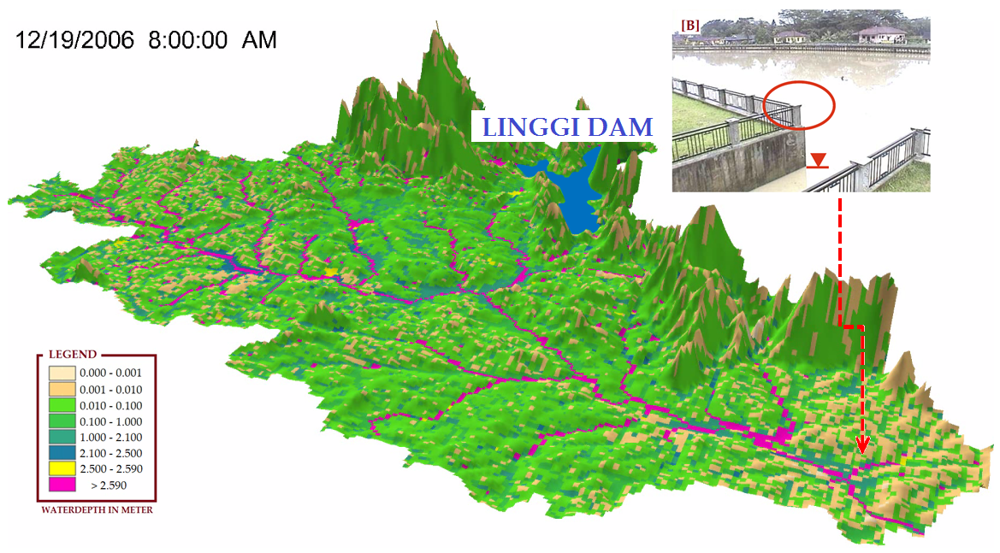 12/19/2006 8:00:00 AM
[B]
LINGGI DAM
LEGEND
0.000 - 0.001
0.001 - 0.010
0.010 - 0.100
0.100 - 1.000
1.000 - 2.100
2.100 - 2.500
2.500 - 2.590
> 2.590
WATERDEPTH IN METER